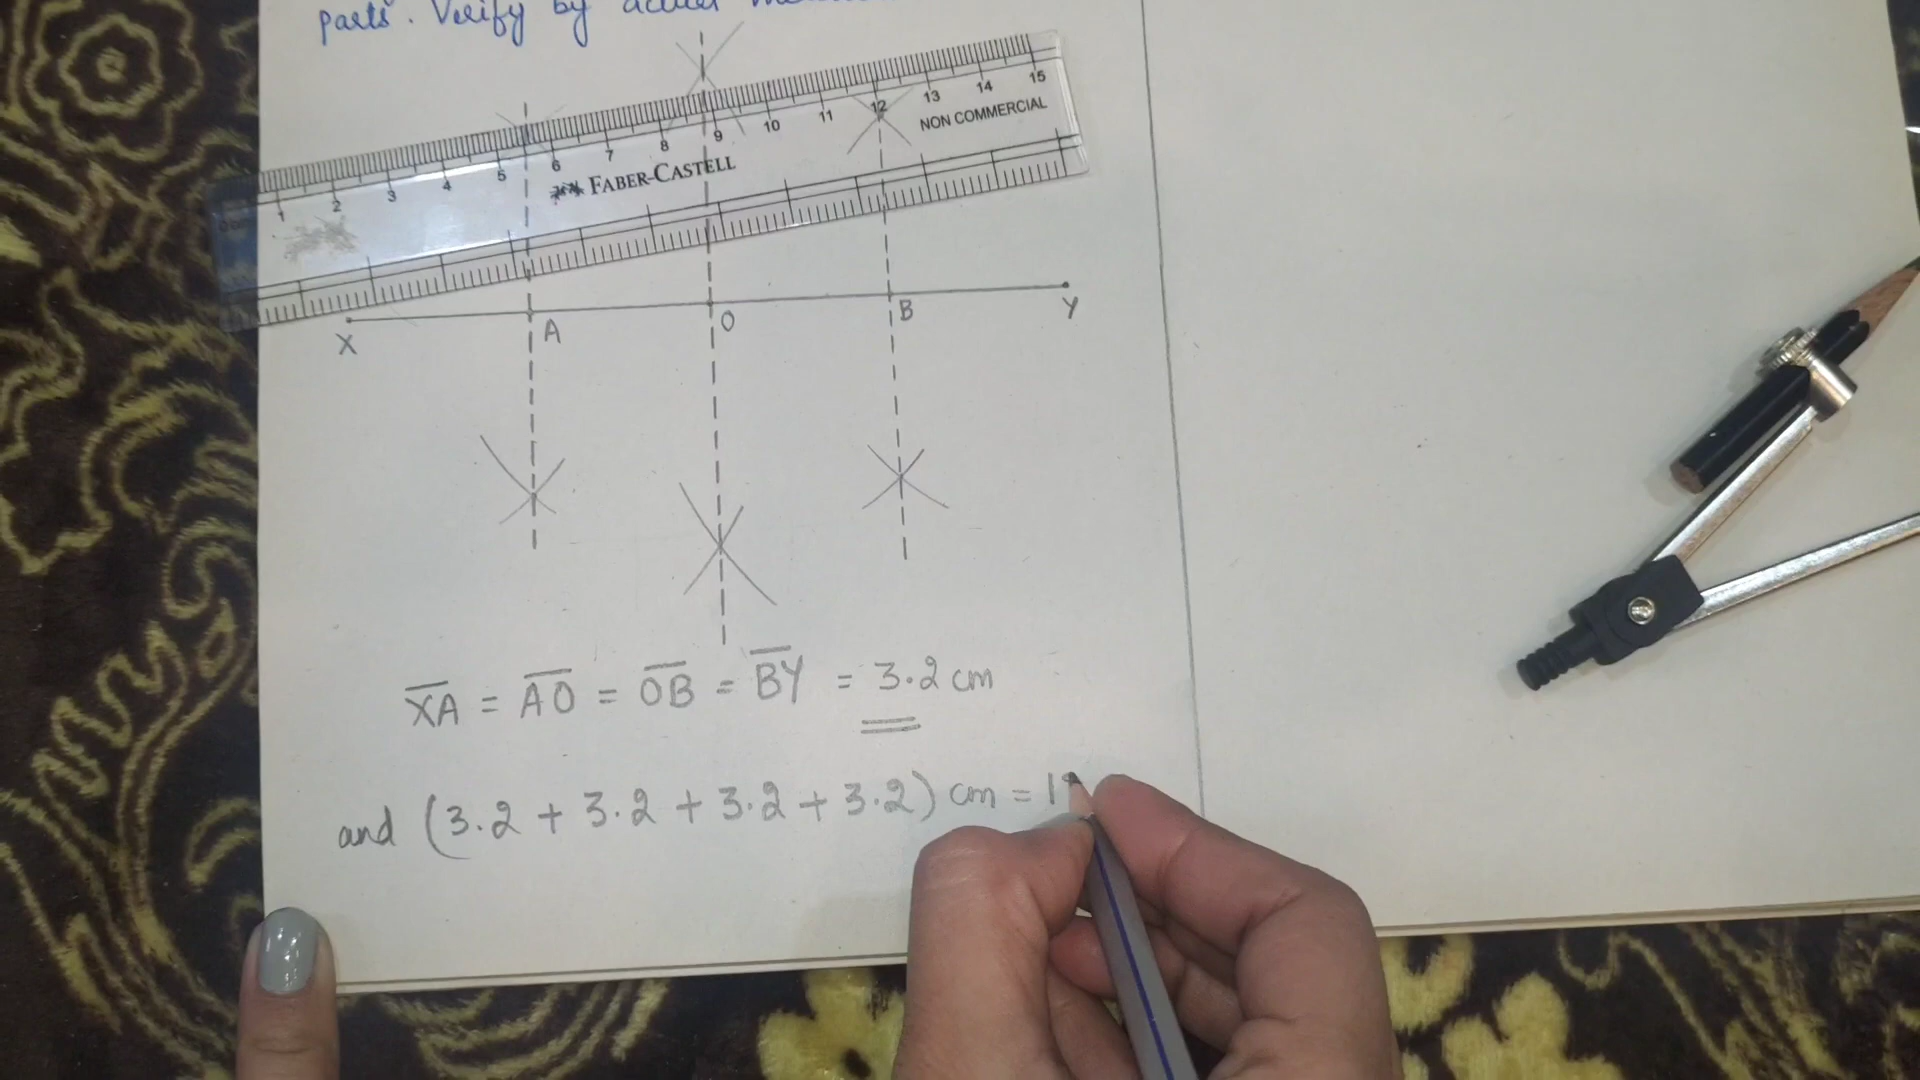 parts. Verify by actual
1 2 3 4 5 6 7 8 9 10 11 12 13 14 15
FABER-CASTELL NON COMMERCIAL
X A O B Y
XA = AO = OB = BY = 3.2 cm
and (3.2 + 3.2 + 3.2 + 3.2) cm = 1